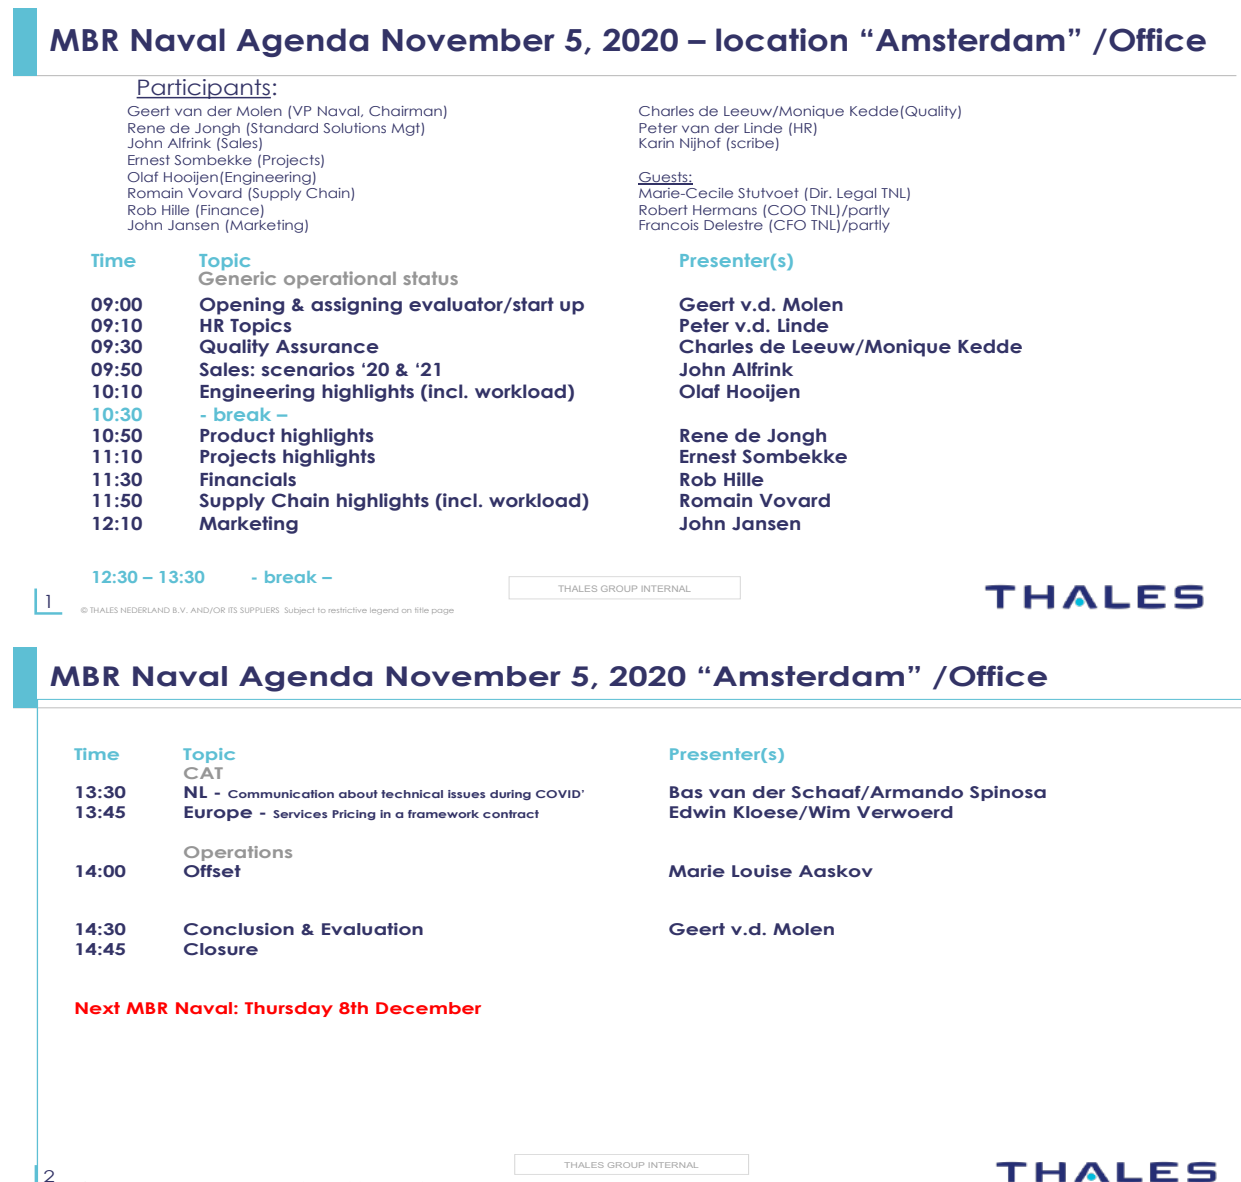 MBR Naval Agenda November 5, 2020 – location “Amsterdam” /Office
Participants:
Geert van der Molen (VP Naval, Chairman)
Rene de Jongh (Standard Solutions Mgt)
John Alfrink (Sales)
Ernest Sombekke (Projects)
Olaf Hooijen(Engineering)
Romain Vovard (Supply Chain)
Rob Hille (Finance)
John Jansen (Marketing)
Charles de Leeuw/Monique Kedde(Quality)
Peter van der Linde (HR)
Karin Nijhof (scribe)
Guests:
Marie-Cecile Stutvoet (Dir. Legal TNL)
Robert Hermans (COO TNL)/partly
Francois Delestre (CFO TNL)/partly
Time Topic Presenter(s)
Generic operational status
09:00 Opening & assigning evaluator/start up Geert v.d. Molen
09:10 HR Topics Peter v.d. Linde
09:30 Quality Assurance Charles de Leeuw/Monique Kedde
09:50 Sales: scenarios ‘20 & ‘21 John Alfrink
10:10 Engineering highlights (incl. workload) Olaf Hooijen
10:30 - break –
10:50 Product highlights Rene de Jongh
11:10 Projects highlights Ernest Sombekke
11:30 Financials Rob Hille
11:50 Supply Chain highlights (incl. workload) Romain Vovard
12:10 Marketing John Jansen
12:30 – 13:30 - break –
THALES GROUP INTERNAL
THALES
1
© THALES NEDERLAND B.V. AND/OR ITS SUPPLIERS Subject to restrictive legend on title page
MBR Naval Agenda November 5, 2020 “Amsterdam” /Office
Time Topic Presenter(s)
CAT
13:30 NL - Communication about technical issues during COVID’ Bas van der Schaaf/Armando Spinosa
13:45 Europe - Services Pricing in a framework contract Edwin Kloese/Wim Verwoerd
Operations
14:00 Offset Marie Louise Aaskov
14:30 Conclusion & Evaluation Geert v.d. Molen
14:45 Closure
Next MBR Naval: Thursday 8th December
THALES GROUP INTERNAL
THALES
2